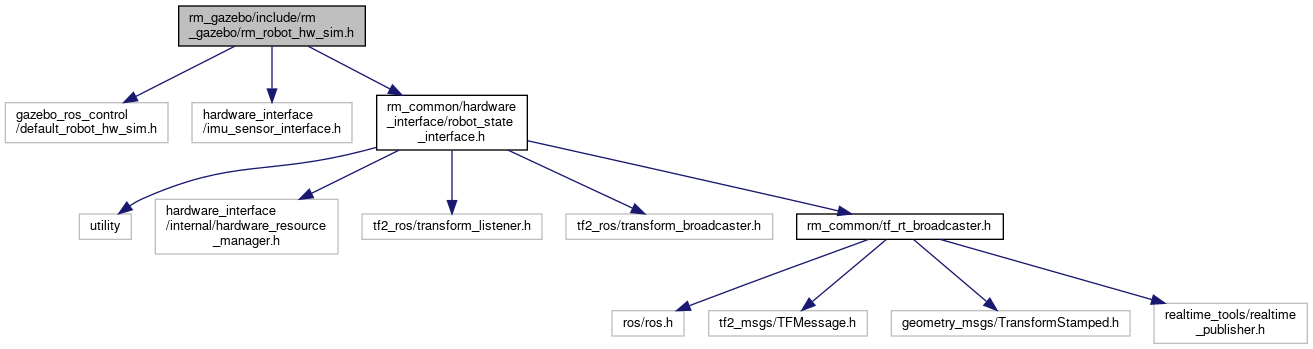 rm_gazebo/include/rm
_gazebo/rm_robot_hw_sim.h
gazebo_ros_control
/default_robot_hw_sim.h
hardware_interface
/imu_sensor_interface.h
rm_common/hardware
_interface/robot_state
_interface.h
utility
hardware_interface
/internal/hardware_resource
_manager.h
tf2_ros/transform_listener.h
tf2_ros/transform_broadcaster.h
rm_common/tf_rt_broadcaster.h
ros/ros.h
tf2_msgs/TFMessage.h
geometry_msgs/TransformStamped.h
realtime_tools/realtime
_publisher.h